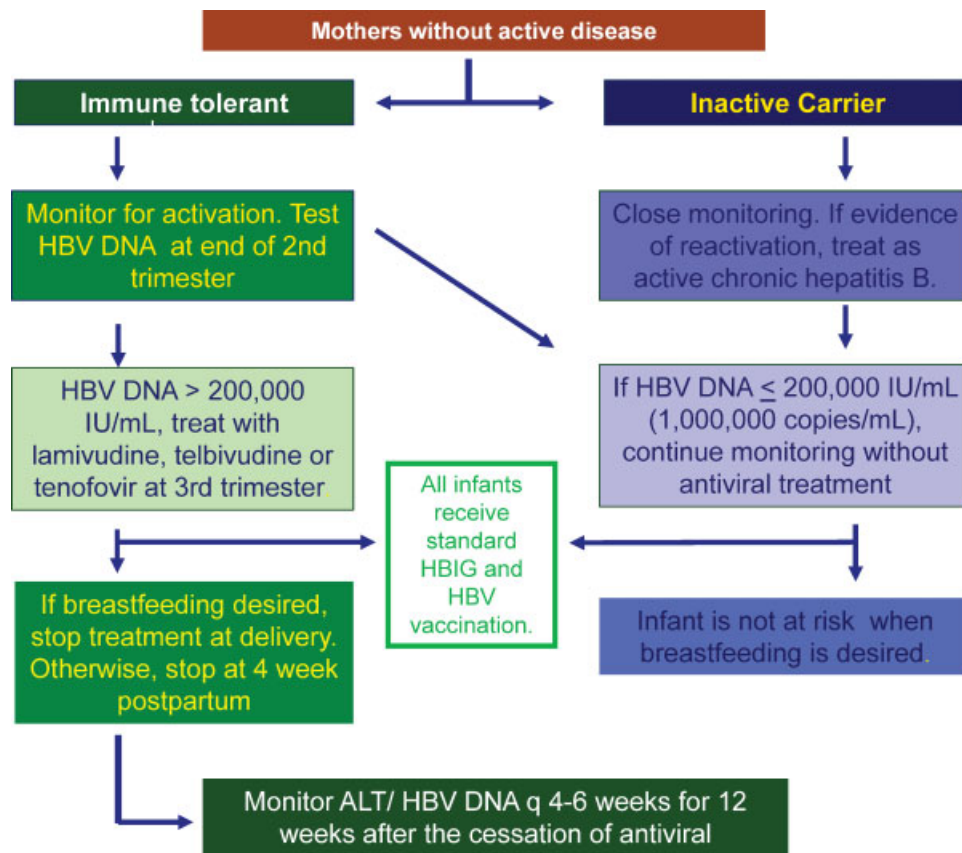 Mothers without active disease
Immune tolerant
Inactive Carrier
Monitor for activation. Test
HBV DNA at end of 2nd
trimester
Close monitoring. If evidence
of reactivation, treat as
active chronic hepatitis B.
HBV DNA > 200,000
IU/mL, treat with
lamivudine, telbivudine or
tenofovir at 3rd trimester
If HBV DNA ≤ 200,000 IU/mL
(1,000,000 copies/mL),
continue monitoring without
antiviral treatment
All infants
receive
standard
HBIG and
HBV
vaccination.
If breastfeeding desired,
stop treatment at delivery.
Otherwise, stop at 4 week
postpartum
Infant is not at risk when
breastfeeding is desired.
Monitor ALT/ HBV DNA q 4-6 weeks for 12
weeks after the cessation of antiviral